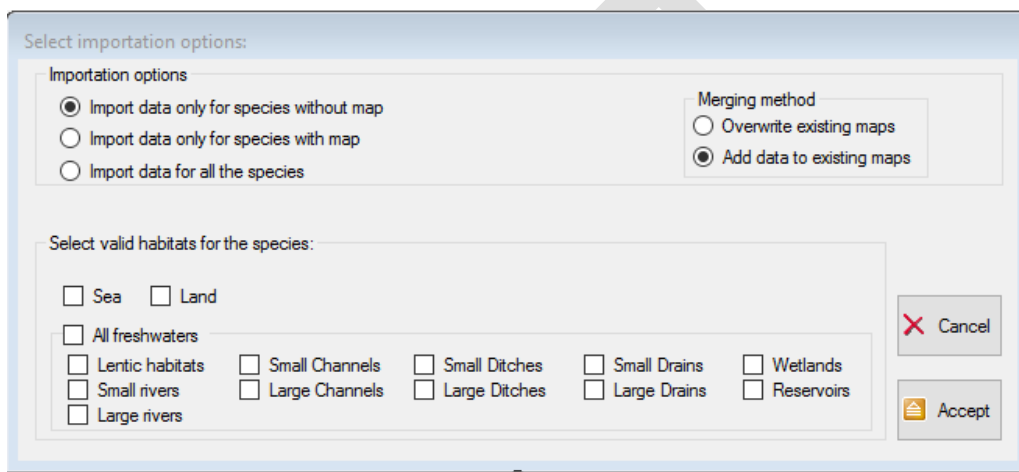 Select importation options:
Importation options
Import data only for species without map
Import data only for species with map
Import data for all the species
Merging method
Overwrite existing maps
Add data to existing maps
Select valid habitats for the species:
Sea Land
All freshwaters
Lentic habitats Small Channels Small Ditches Small Drains Wetlands
Small rivers Large Channels Large Ditches Large Drains Reservoirs
Large rivers
Cancel
Accept